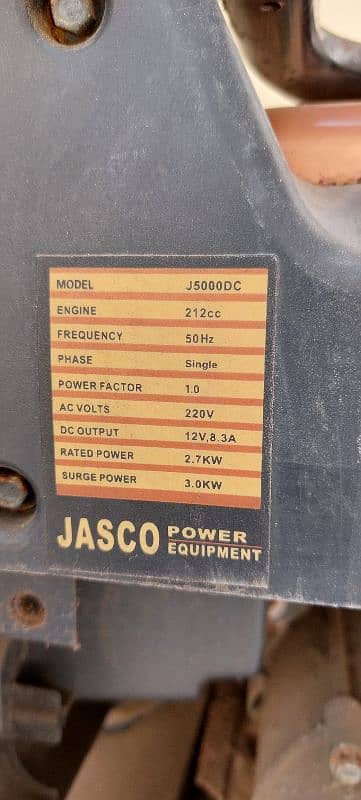 MODEL J5000DC
ENGINE 212cc
FREQUENCY 50Hz
PHASE Single
POWER FACTOR 1.0
AC VOLTS 220V
DC OUTPUT 12V,8.3A
RATED POWER 2.7KW
SURGE POWER 3.0KW
JASCO POWER
EQUIPMENT